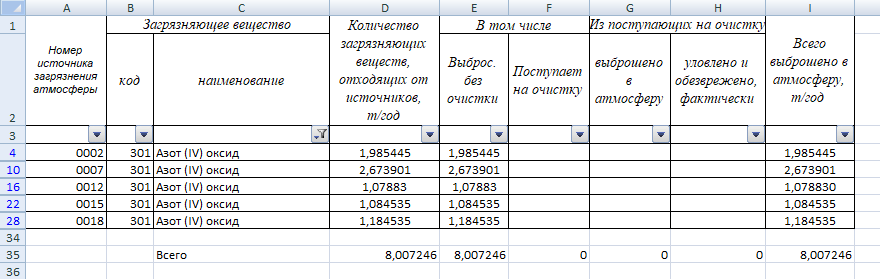 A B C D E F G H I
1 Загрязняющее вещество Количество загрязняющих веществ, отходящих от источников, т/год В том числе Из поступающих на очистку Всего выброшено в атмосферу, т/год
2 Номер источника загрязнения атмосферы код наименование Выброс. без очистки Поступает на очистку выброшено в атмосферу уловлено и обезврежено, фактически
3
4 0002 301 Азот (IV) оксид 1,985445 1,985445 1,985445
10 0007 301 Азот (IV) оксид 2,673901 2,673901 2,673901
16 0012 301 Азот (IV) оксид 1,07883 1,07883 1,078830
22 0015 301 Азот (IV) оксид 1,084535 1,084535 1,084535
28 0018 301 Азот (IV) оксид 1,184535 1,184535 1,184535
34
35 Всего 8,007246 8,007246 0 0 0 8,007246
36